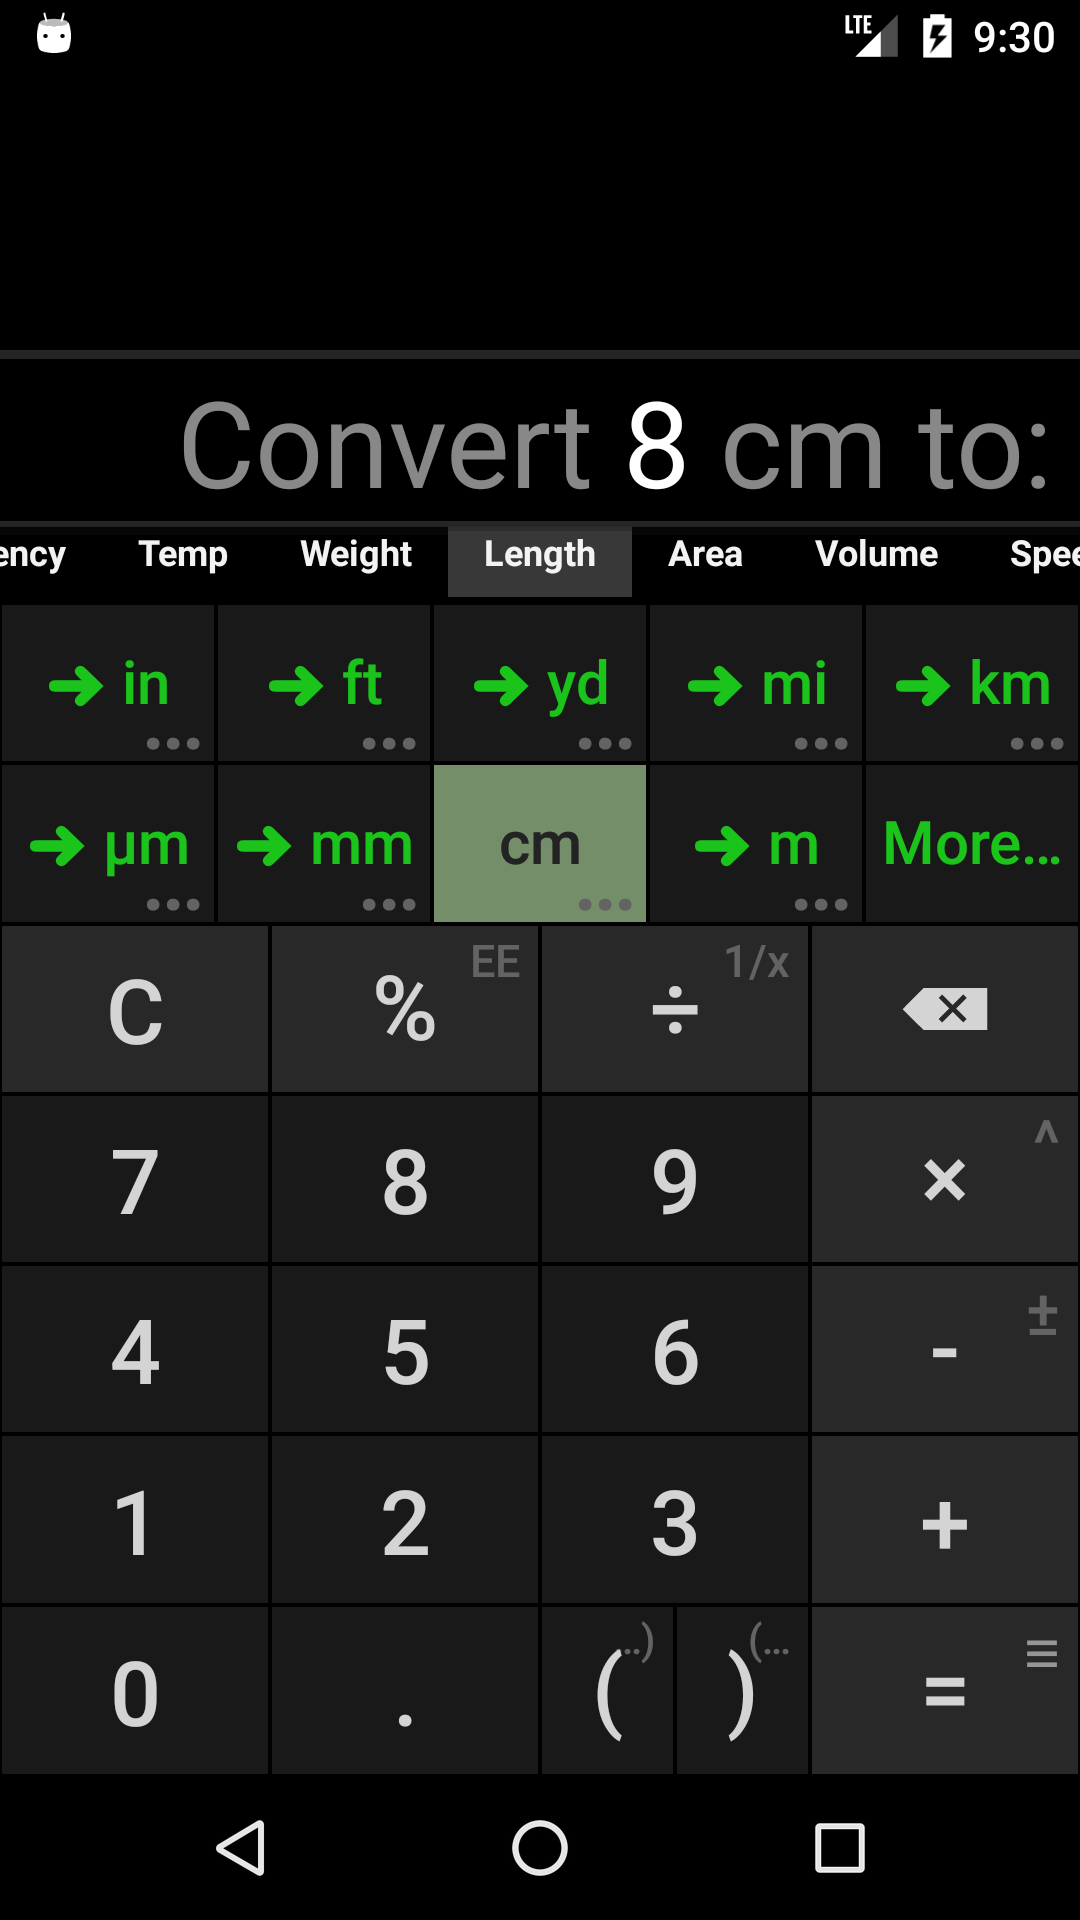 LTE 9:30
Convert 8 cm to:
ency Temp Weight Length Area Volume Spee
in ft yd mi km
µm mm cm m More...
C % EE ÷ 1/x
7 8 9 × ^
4 5 6 - ±
1 2 3 +
0 . ( ..) ) (... =